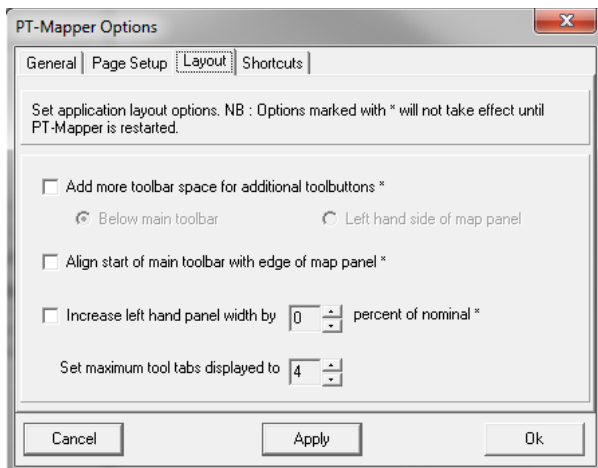 PT-Mapper Options
General Page Setup Layout Shortcuts
Set application layout options. NB : Options marked with * will not take effect until
PT-Mapper is restarted.
Add more toolbar space for additional toolbuttons *
Below main toolbar Left hand side of map panel
Align start of main toolbar with edge of map panel *
Increase left hand panel width by 0 percent of nominal *
Set maximum tool tabs displayed to 4
Cancel Apply Ok